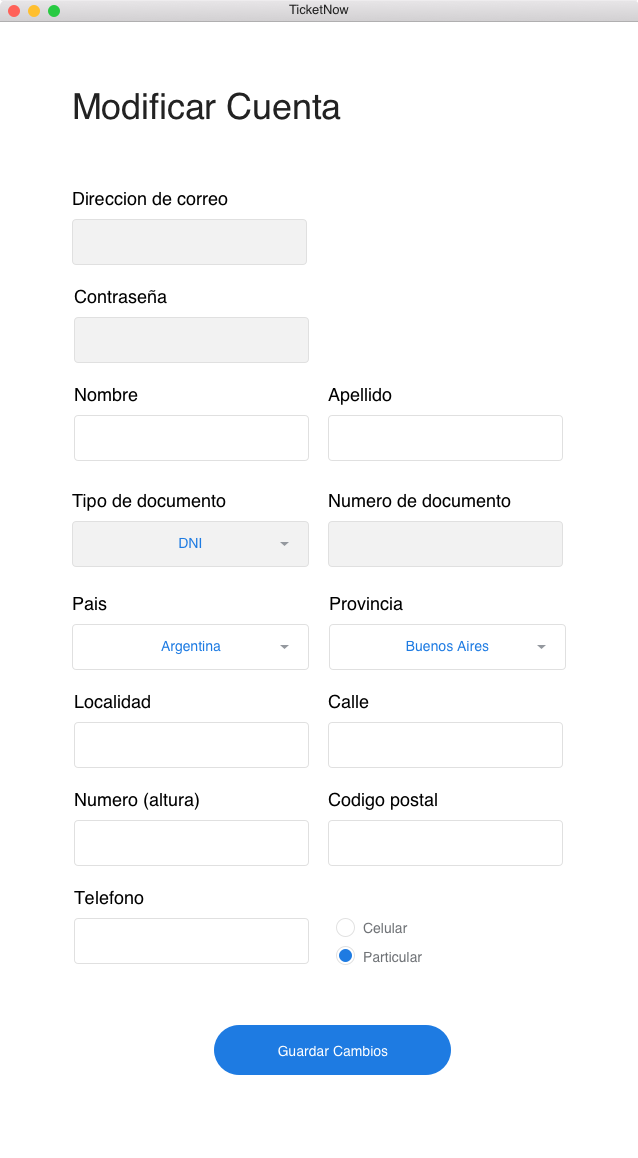 TicketNow
Modificar Cuenta
Direccion de correo
Contraseña
Nombre
Apellido
Tipo de documento
Numero de documento
DNI
Pais
Provincia
Argentina
Buenos Aires
Localidad
Calle
Numero (altura)
Codigo postal
Telefono
Celular
Particular
Guardar Cambios